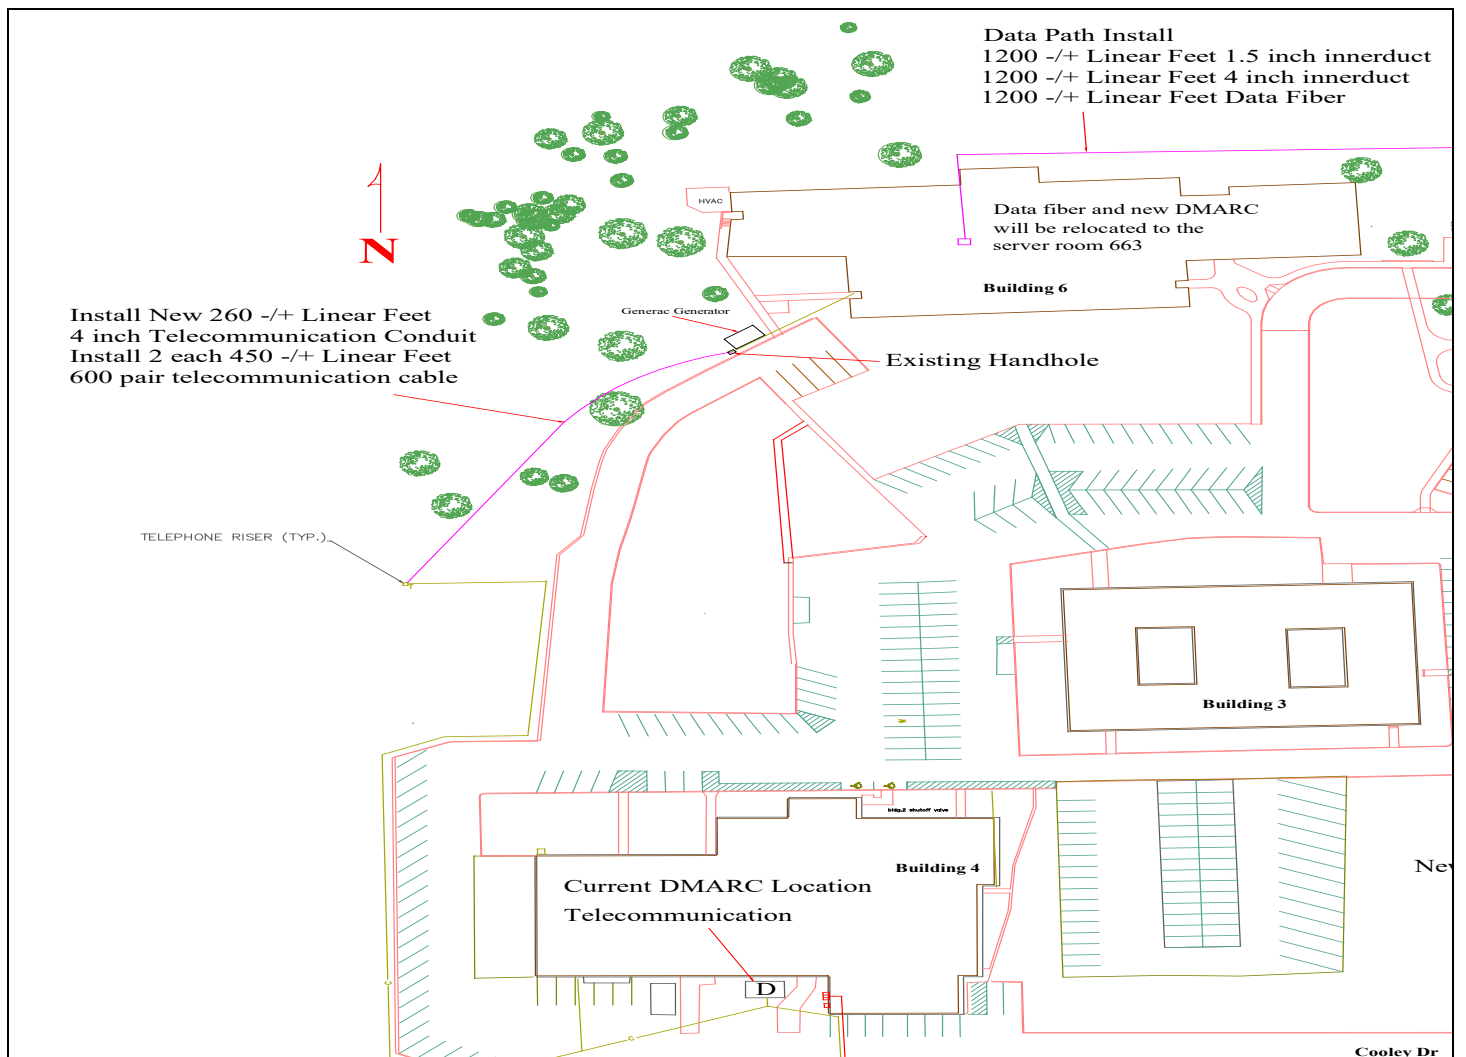 Data Path Install
1200 -/+ Linear Feet 1.5 inch innerduct
1200 -/+ Linear Feet 4 inch innerduct
1200 -/+ Linear Feet Data Fiber
HVAC
Data fiber and new DMARC
will be relocated to the
server room 663
N
Building 6
Install New 260 -/+ Linear Feet
4 inch Telecommunication Conduit
Install 2 each 450 -/+ Linear Feet
600 pair telecommunication cable
Generac Generator
Existing Handhole
TELEPHONE RISER (TYP.)
Building 3
bldg.2 shutoff valve
Building 4
Current DMARC Location
Telecommunication
D
Cooley Dr